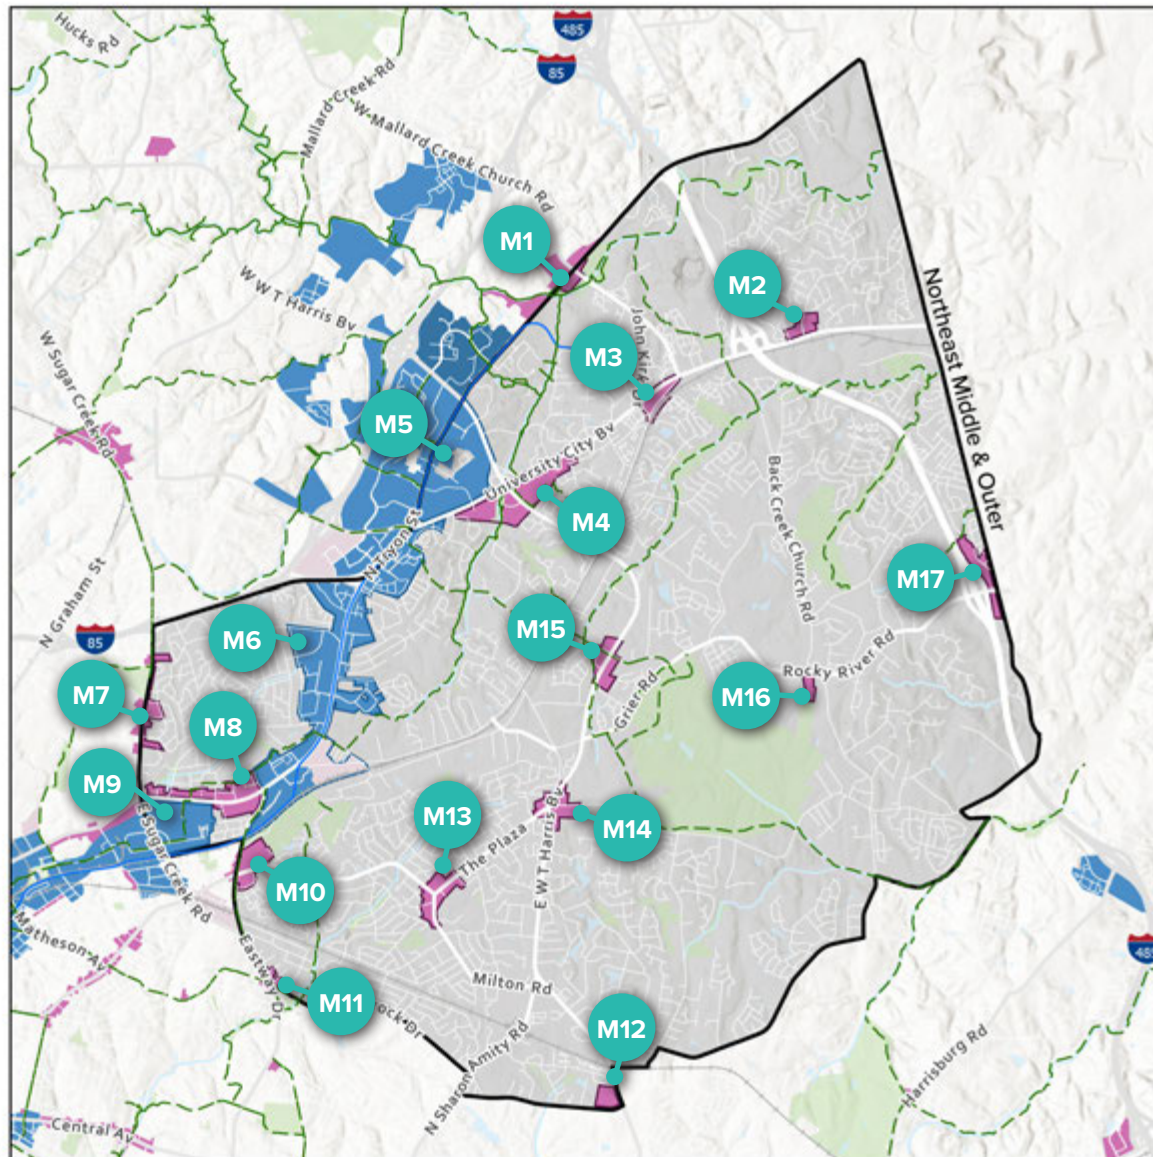 Hucks Rd
485
85
Mallard Creek Rd
W Mallard Creek Church Rd
M1
M2
W W T Harris Bv
Northeast Middle & Outer
John Kirk Dr
M3
W Sugar Creek Rd
M5
University City Bv
Back Creek Church Rd
M4
N Tryon St
M17
N Graham St
85
M6
M15
Rocky River Rd
M7
Grier Rd
M16
M8
M9
M13
E W T Harris Bv
M14
The Plaza
E Sugar Creek Rd
M10
Matheson Av
Eastway Dr
485
Milton Rd
M11
ock Dr
M12
N Sharon Amity Rd
Harrisburg Rd
Central Av